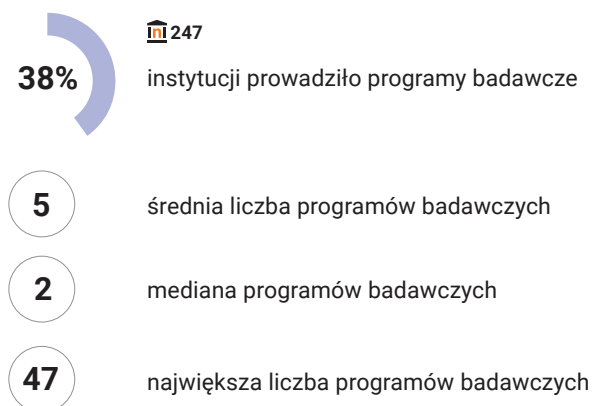 n 247
38%
instytucji prowadziło programy badawcze
5
średnia liczba programów badawczych
2
mediana programów badawczych
47
największa liczba programów badawczych